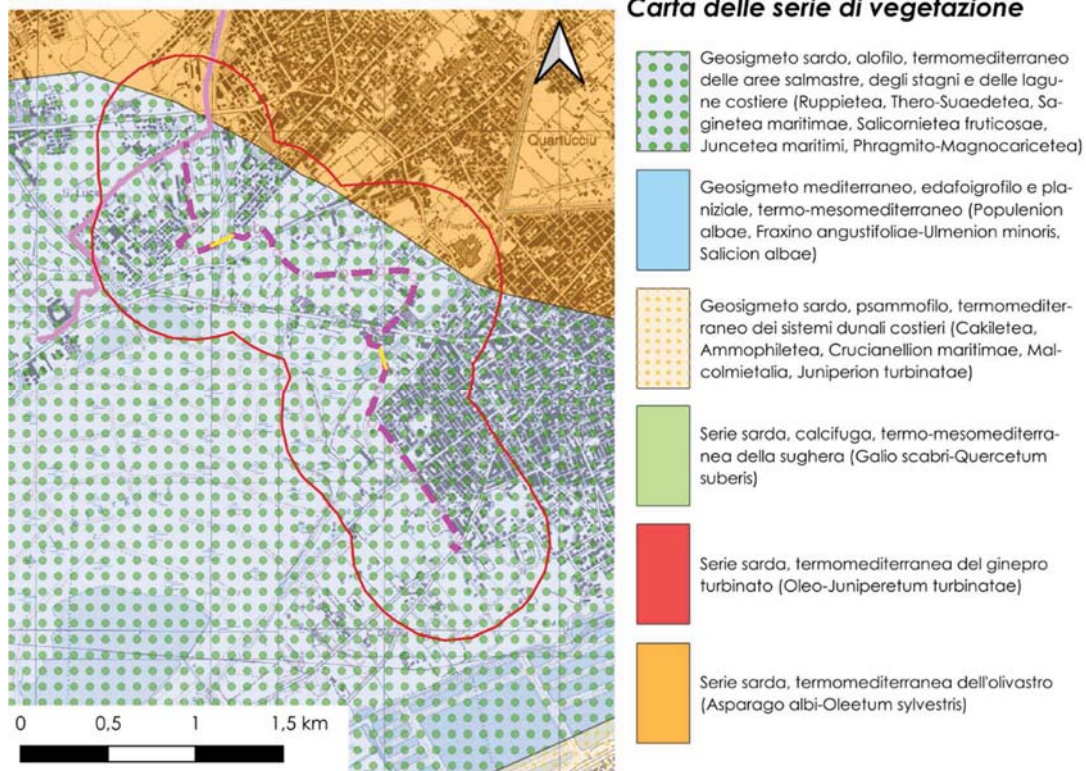 Carta delle serie di vegetazione
Geosigmeto sardo, alofilo, termomediterraneo
delle aree salmastre, degli stagni e delle lagu-
ne costiere (Ruppietea, Thero-Suaedetea, Sa-
ginetea maritimae, Salicornietea fruticosae,
Juncetea maritimi, Phragmito-Magnocaricetea)
Geosigmeto mediterraneo, edafoigrofilo e pla-
niziale, termo-mesomediterraneo (Populenion
albae, Fraxino angustifoliae-Ulmenion minoris,
Salicion albae)
Geosigmeto sardo, psammofilo, termomediter-
raneo dei sistemi dunali costieri (Cakiletea,
Ammophiletea, Crucianellion maritimae, Mal-
colmietalia, Juniperion turbinatae)
Serie sarda, calcifuga, termo-mesomediterra-
nea della sughera (Galio scabri-Quercetum
suberis)
Serie sarda, termomediterranea del ginepro
turbinato (Oleo-Juniperetum turbinatae)
Serie sarda, termomediterranea dell'olivastro
(Asparago albi-Oleetum sylvestris)
Quartucciu
0 0,5 1 1,5 km